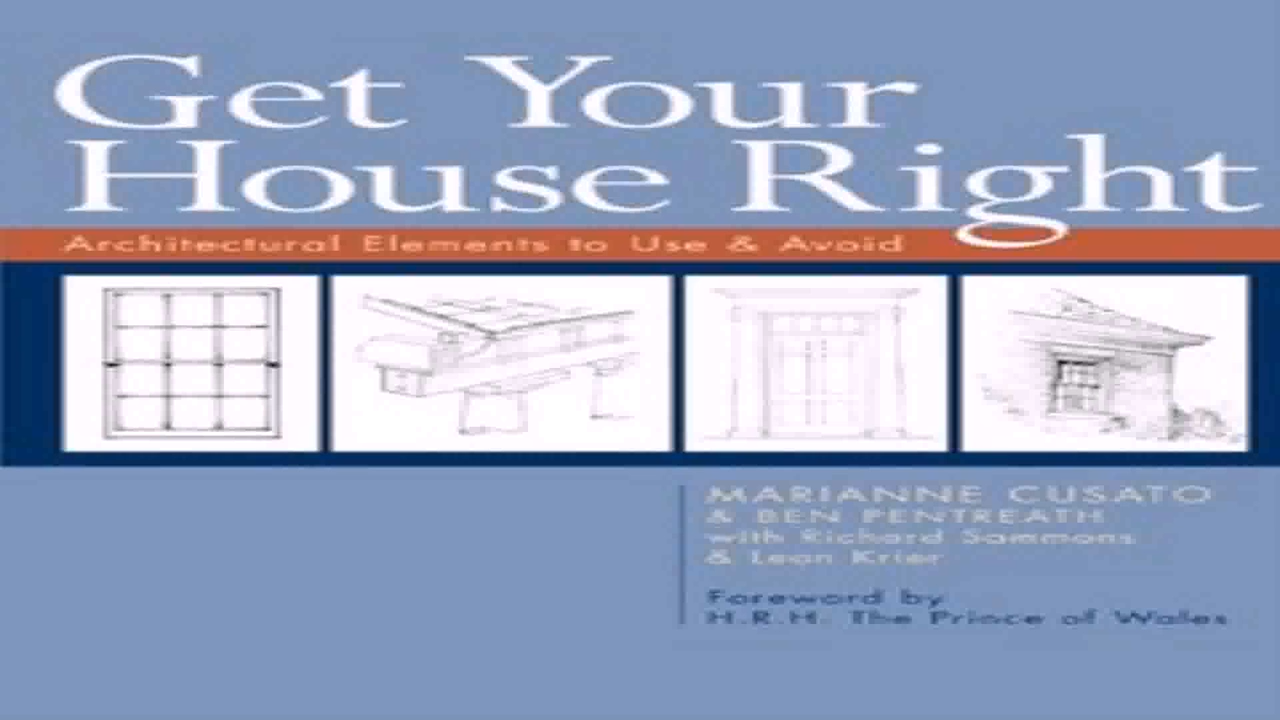 Get Your
House Right
Architectural Elements to Use & Avoid
MARIANNE CUSATO
& BEN PENTREATH
with Richard Sammons
& Leon Krier
Foreword by
H.R.H. The Prince of Wales